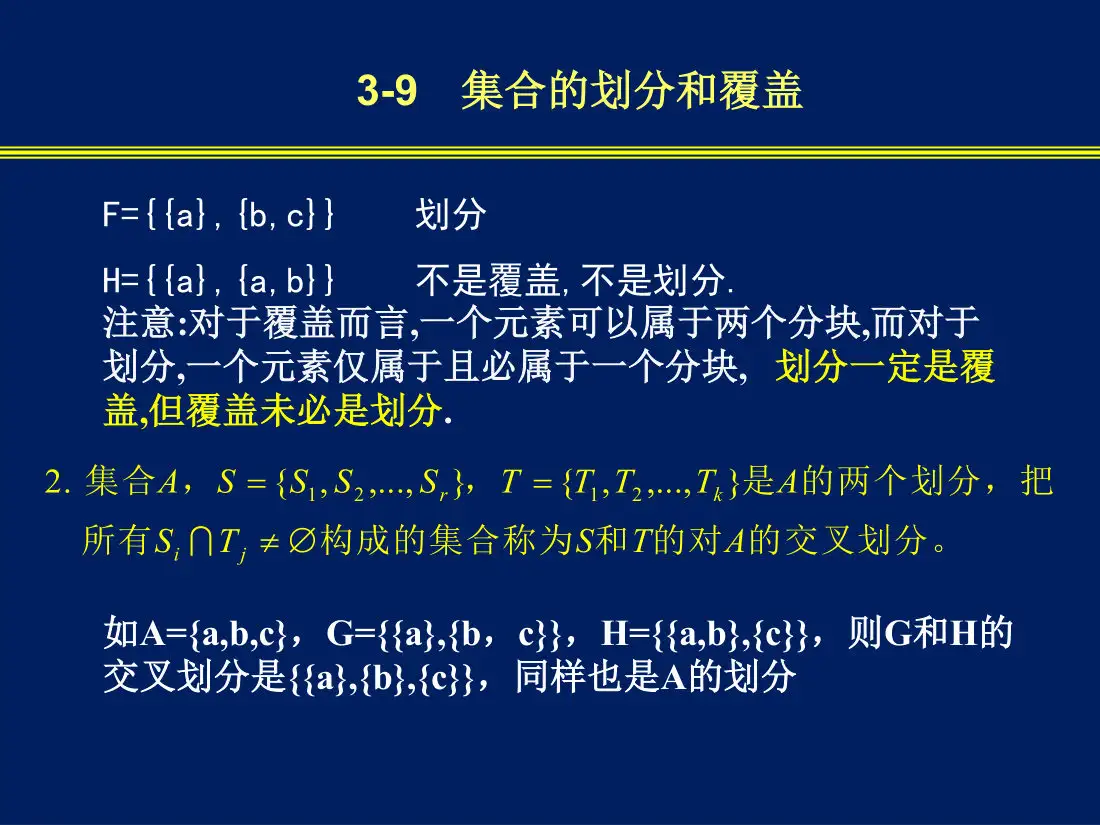 3-9 集合的划分和覆盖
F={{a},{b,c}} 划分
H={{a},{a,b}} 不是覆盖,不是划分.
注意:对于覆盖而言,一个元素可以属于两个分块,而对于
划分,一个元素仅属于且必属于一个分块, 划分一定是覆
盖,但覆盖未必是划分.
2. 集合A，S = {S₁, S₂,..., Sᵣ}，T = {T₁, T₂,..., Tₖ}是A的两个划分，把
所有Sᵢ ⋂ Tⱼ ≠ ∅构成的集合称为S和T的对A的交叉划分。
如A={a,b,c}，G={{a},{b，c}}，H={{a,b},{c}}，则G和H的
交叉划分是{{a},{b},{c}}，同样也是A的划分